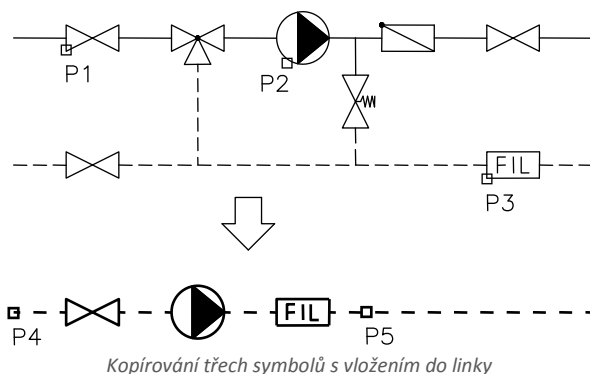 P1
P2
FIL
P3
FIL
P4
P5
Kopírování třech symbolů s vložením do linky